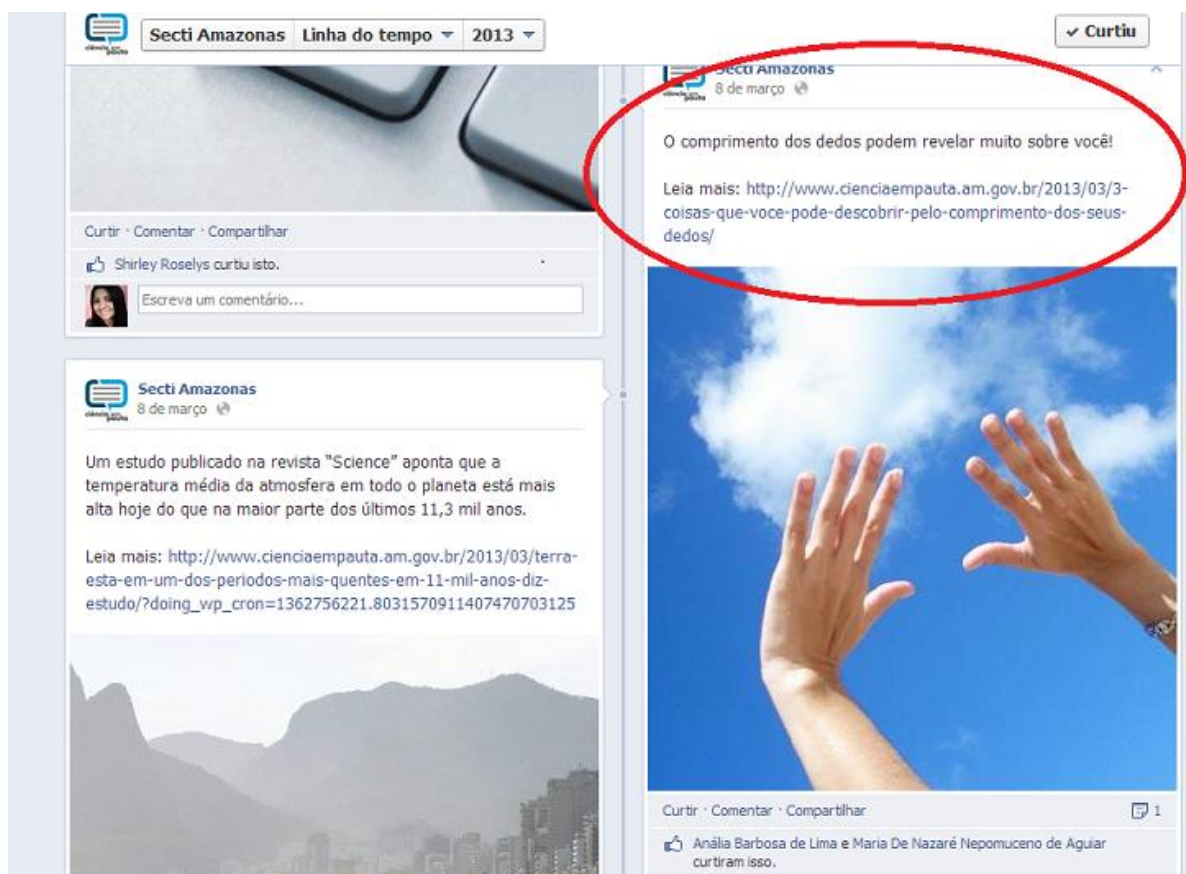 Secti Amazonas Linha do tempo 2013
Curtiu
Curtir · Comentar · Compartilhar
Shirley Roselys curtiu isto.
Escreva um comentário...
ciência em pauta
Secti Amazonas
8 de março
Um estudo publicado na revista “Science” aponta que a
temperatura média da atmosfera em todo o planeta está mais
alta hoje do que na maior parte dos últimos 11,3 mil anos.
Leia mais: http://www.cienciaempauta.am.gov.br/2013/03/terra-
esta-em-um-dos-periodos-mais-quentes-em-11-mil-anos-diz-
estudo/?doing_wp_cron=1362756221.8031570911407470703125
Secti Amazonas
8 de março
O comprimento dos dedos podem revelar muito sobre você!
Leia mais: http://www.cienciaempauta.am.gov.br/2013/03/3-
coisas-que-voce-pode-descobrir-pelo-comprimento-dos-seus-
dedos/
Curtir · Comentar · Compartilhar 1
Anália Barbosa de Lima e Maria De Nazaré Nepomuceno de Aguiar
curtiram isso.